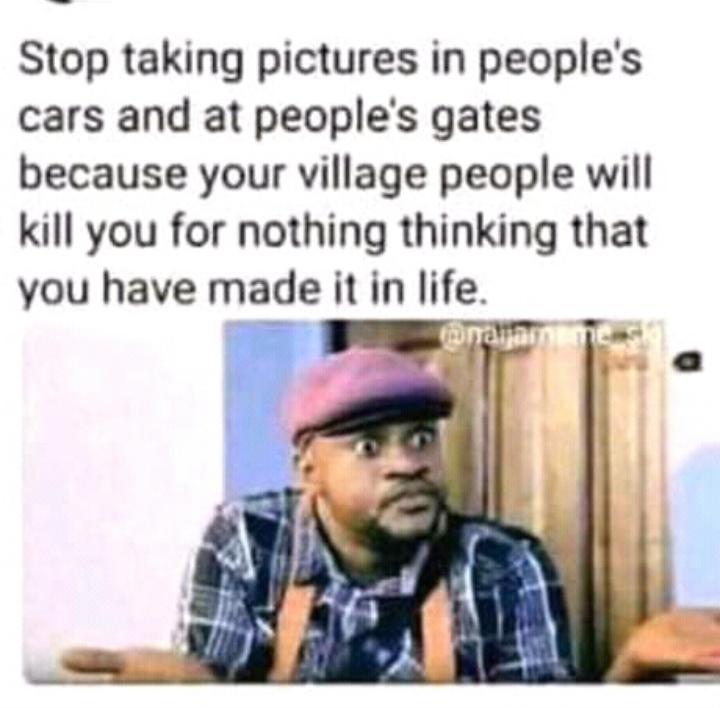 Stop taking pictures in people's
cars and at people's gates
because your village people will
kill you for nothing thinking that
you have made it in life.